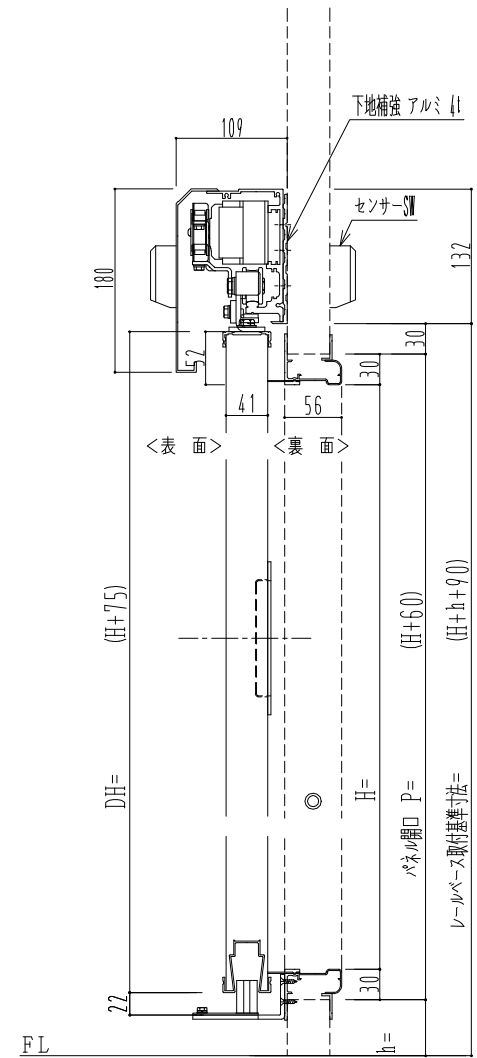 109
下地補強 アルミ 4t
センサーSW
180
132
52
30
30
41
56
<表 面>
<裏 面>
(H+75)
(H+60)
(H+h+90)
DH=
H=
パネル開口 P=
レールベース取付基準寸法=
22
30
h=
FL